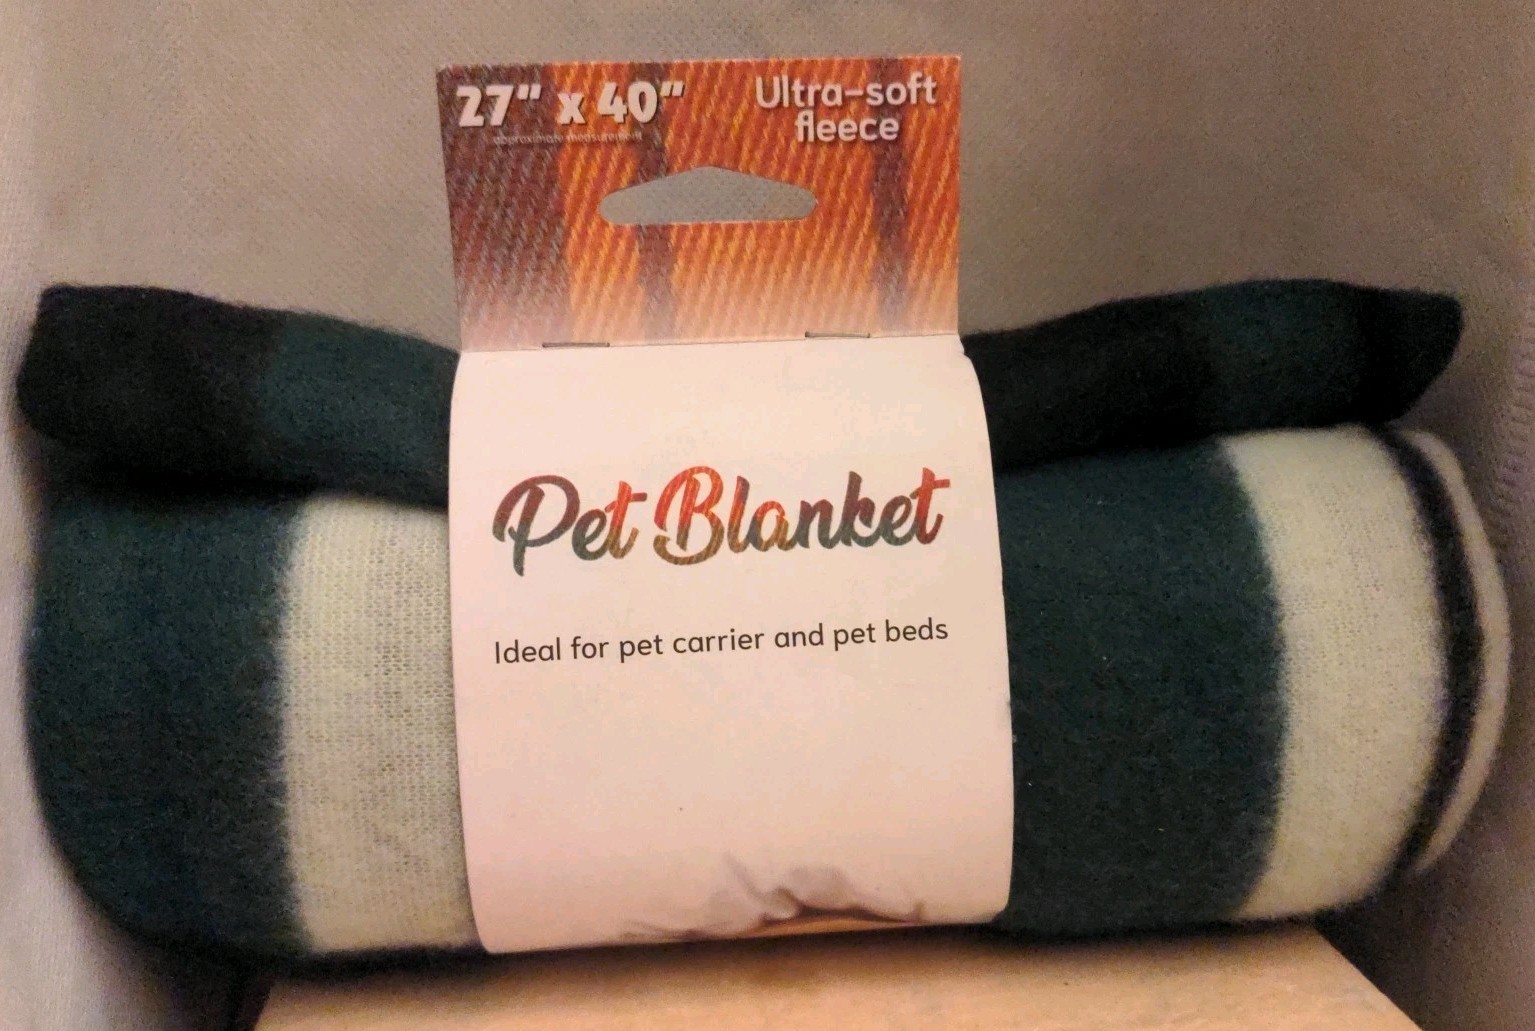 27" x 40"
approximate measurement
Ultra-soft
fleece
Pet Blanket
Ideal for pet carrier and pet beds